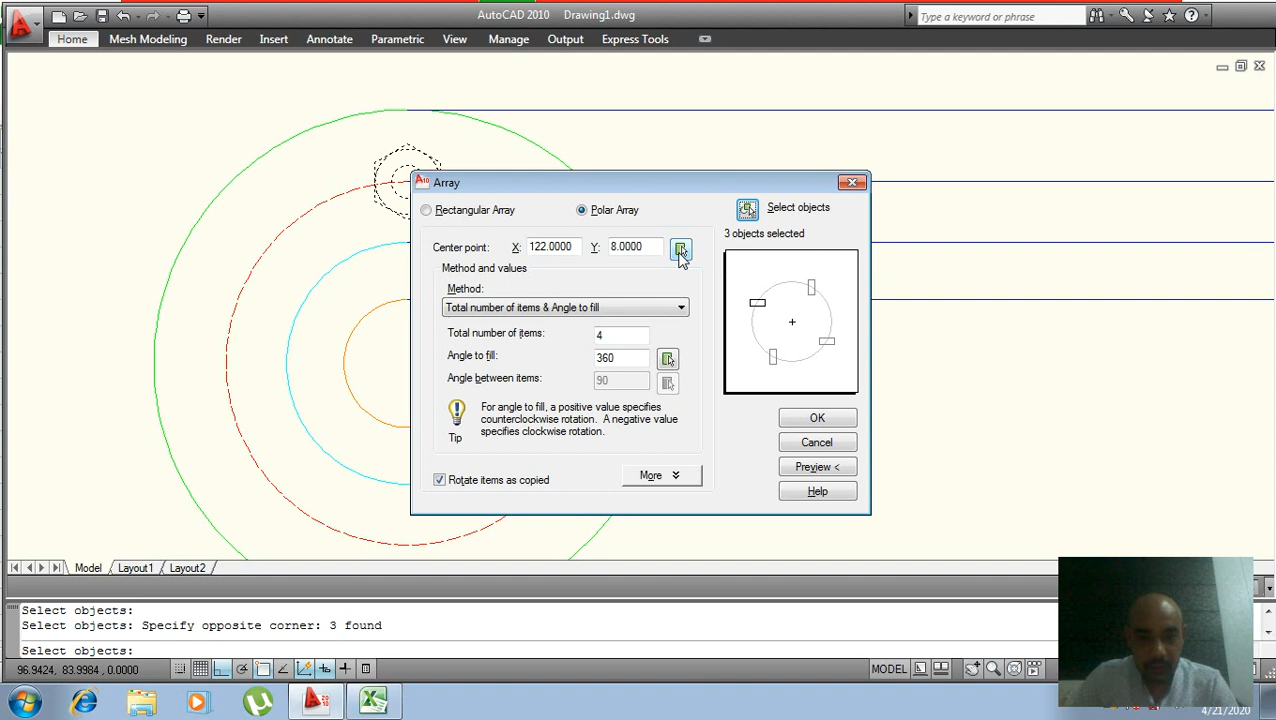 AutoCAD 2010 Drawing1.dwg
Type a keyword or phrase
Home Mesh Modeling Render Insert Annotate Parametric View Manage Output Express Tools
Array
Rectangular Array Polar Array Select objects
3 objects selected
Center point: X: 122.0000 Y: 8.0000
Method and values
Method:
Total number of items & Angle to fill
Total number of items: 4
Angle to fill: 360
Angle between items: 90
For angle to fill, a positive value specifies
counterclockwise rotation. A negative value
specifies clockwise rotation.
Tip
Rotate items as copied More
OK
Cancel
Preview <
Help
Model Layout1 Layout2
Select objects:
Select objects: Specify opposite corner: 3 found
Select objects:
96.9424, 83.9984, 0.0000 MODEL
4/21/2020